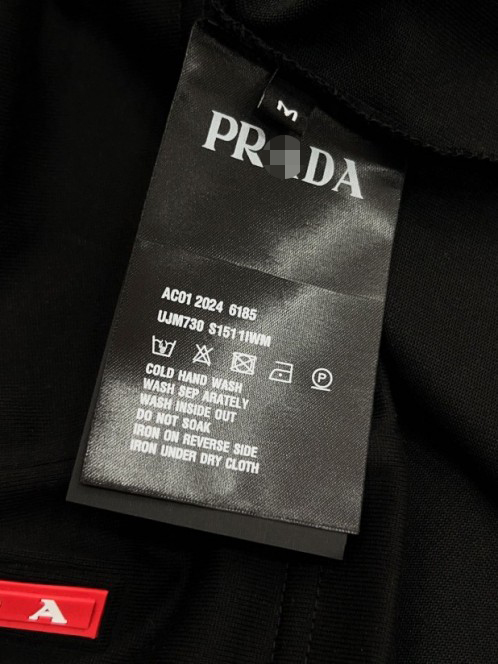 M
PR DA
AC01 2024 6185
UJM730 S1511IWM
P
COLD HAND WASH
WASH SEP ARATELY
WASH INSIDE OUT
DO NOT SOAK
IRON ON REVERSE SIDE
IRON UNDER DRY CLOTH
A